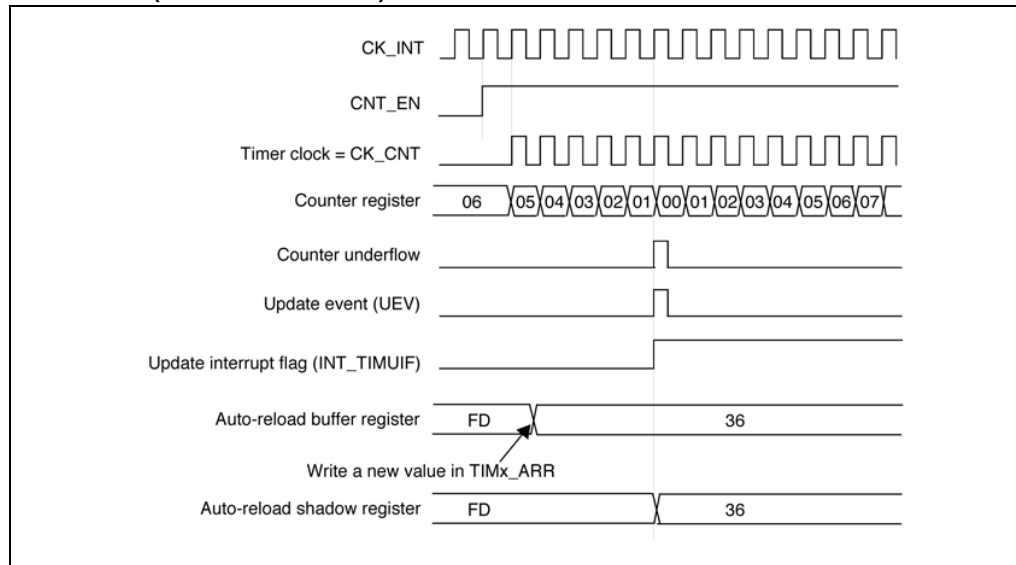 CK_INT
CNT_EN
Timer clock = CK_CNT
Counter register 06 05 04 03 02 01 00 01 02 03 04 05 06 07
Counter underflow
Update event (UEV)
Update interrupt flag (INT_TIMUIF)
Auto-reload buffer register FD 36
Write a new value in TIMx_ARR
Auto-reload shadow register FD 36